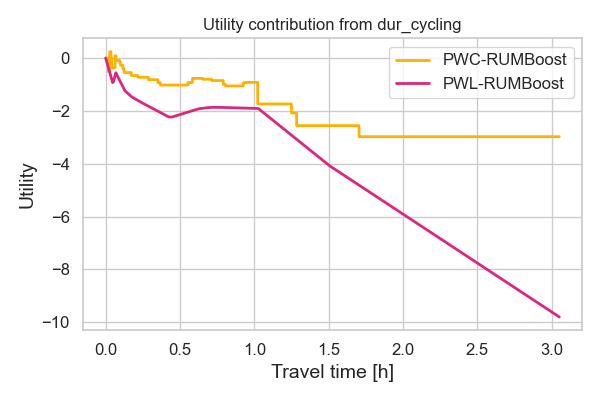 Utility contribution from dur_cycling
PWC-RUMBoost
PWL-RUMBoost
Utility
0
−2
−4
−6
−8
−10
0.0 0.5 1.0 1.5 2.0 2.5 3.0
Travel time [h]